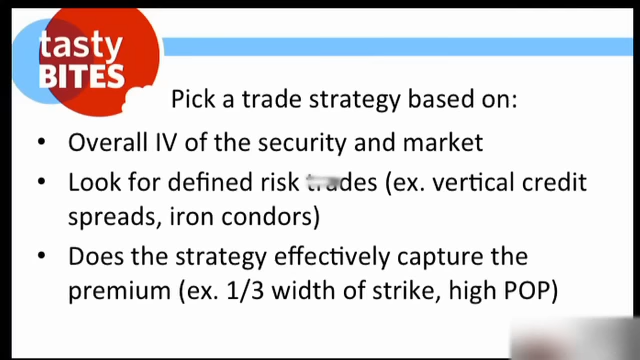 tasty
BITES
Pick a trade strategy based on:
• Overall IV of the security and market
• Look for defined risk trades (ex. vertical credit
spreads, iron condors)
• Does the strategy effectively capture the
premium (ex. 1/3 width of strike, high POP)